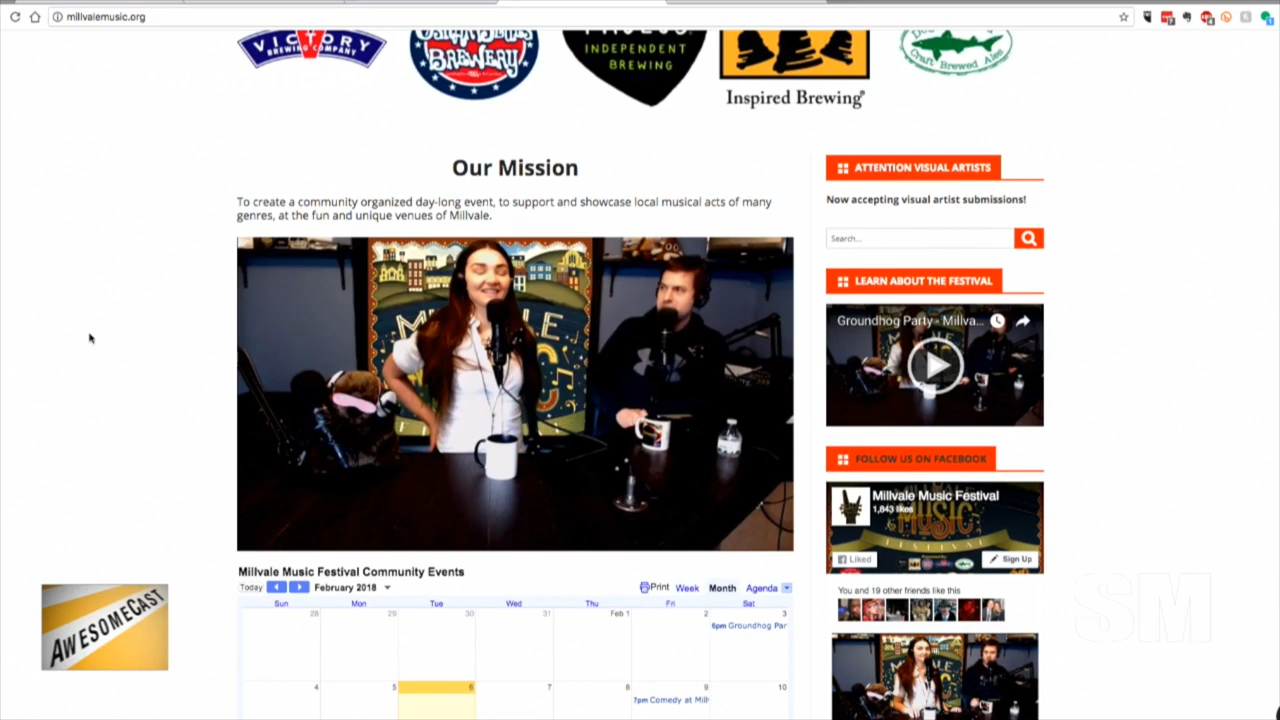 millvalemusic.org
VICTORY
BREWING COMPANY
OSKAR BLUES
BREWERY
INDEPENDENT
BREWING
Inspired Brewing®
Craft Brewed Ales
Our Mission
To create a community organized day-long event, to support and showcase local musical acts of many
genres, at the fun and unique venues of Millvale.
ATTENTION VISUAL ARTISTS
Now accepting visual artist submissions!
Search...
LEARN ABOUT THE FESTIVAL
Groundhog Party - Millva...
FOLLOW US ON FACEBOOK
Millvale Music Festival
1,843 likes
MUSIC
FESTIVAL
Liked
Sign Up
You and 19 other friends like this
Millvale Music Festival Community Events
Today
February 2018
Print Week Month Agenda
Sun Mon Tue Wed Thu Fri Sat
28 29 30 31 Feb 1 2 3
6pm Groundhog Par
4 5 6 7 8 9 10
7pm Comedy at Mill
AWESOMECAST
SM